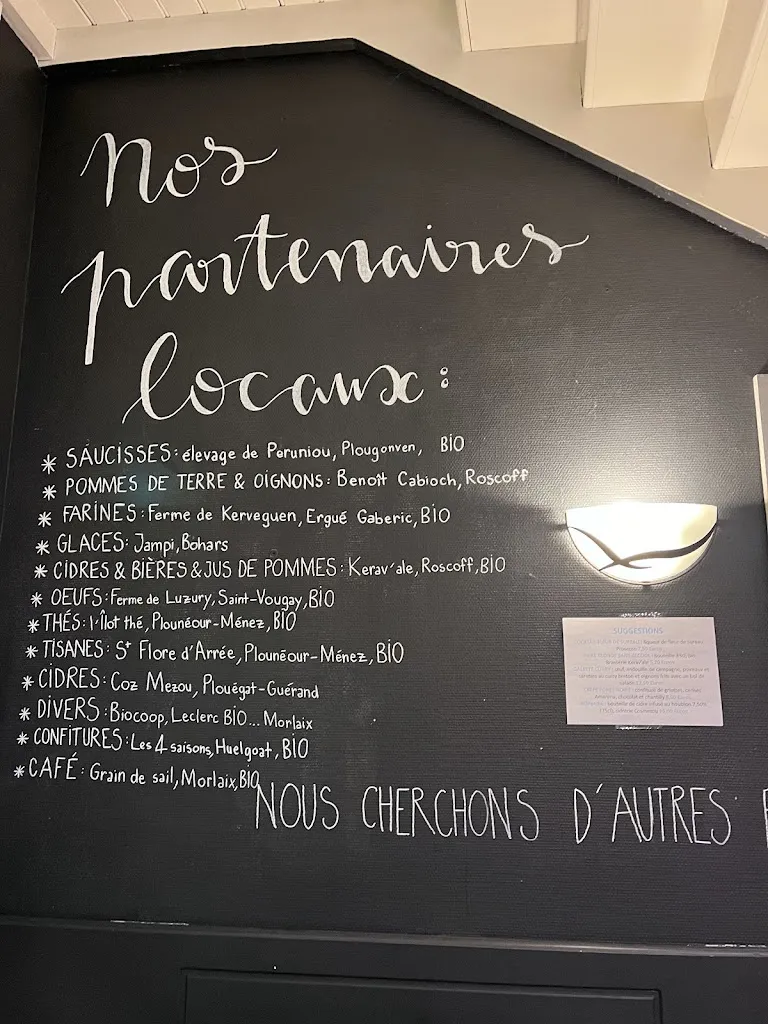 Nos
partenaires
locaux :
* SAUCISSES : élevage de Peruniou, Plougonven, BIO
* POMMES DE TERRE & OIGNONS : Benoît Cabioch, Roscoff
* FARINES : Ferme de Kerveguen, Ergué Gaberic, BIO
* GLACES : Jampi, Bohars
* CIDRES & BIÈRES & JUS DE POMMES : Kerav'ale, Roscoff, BIO
* OEUFS : Ferme de Luzury, Saint-Vougay, BIO
* THÉS : l'Îlot thé, Plounéour-Ménez, BIO
* TISANES : St Flore d'Arrée, Plounéour-Ménez, BIO
* CIDRES : Coz Mezou, Plouégat-Guérand
* DIVERS : Biocoop, Leclerc BIO... Morlaix
* CONFITURES : Les 4 saisons, Huelgoat, BIO
* CAFÉ : Grain de sail, Morlaix, BIO
NOUS CHERCHONS D'AUTRES
SUGGESTIONS